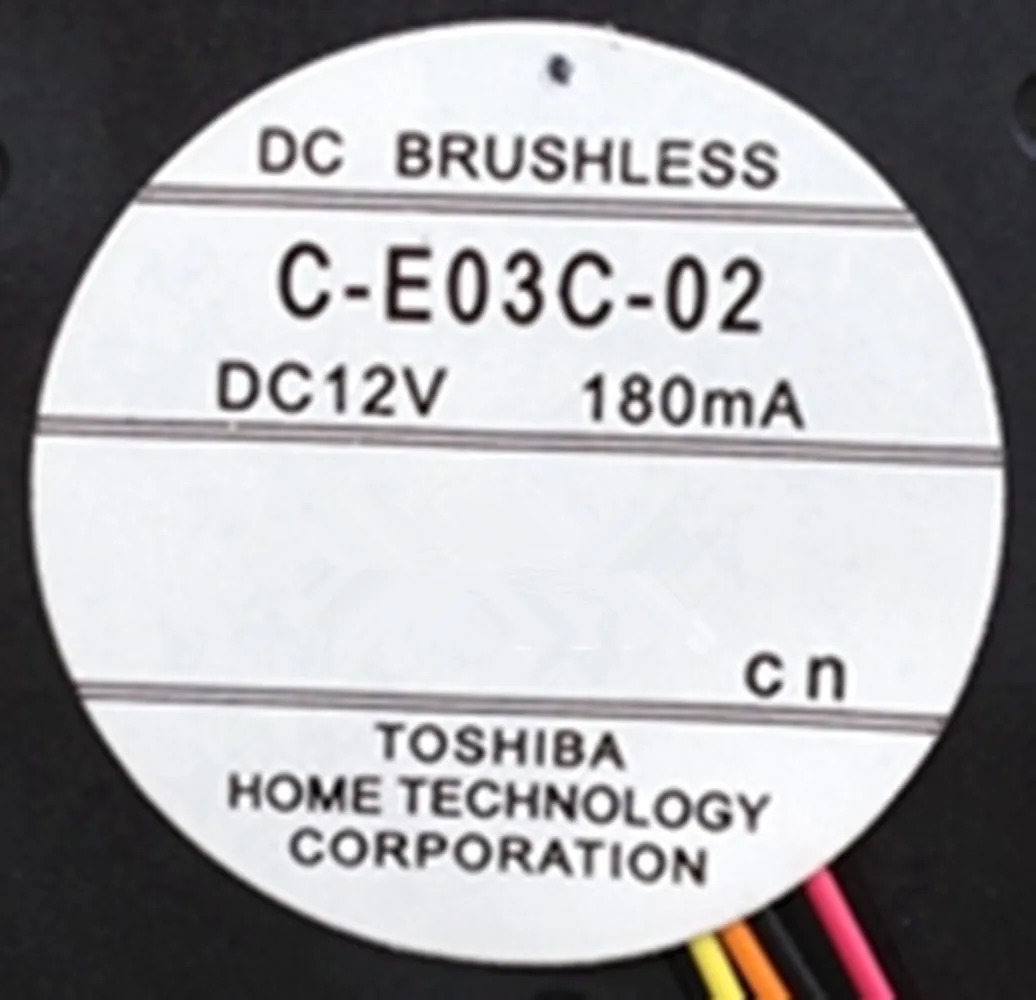 DC BRUSHLESS
C-E03C-02
DC12V 180mA
cn
TOSHIBA
HOME TECHNOLOGY
CORPORATION